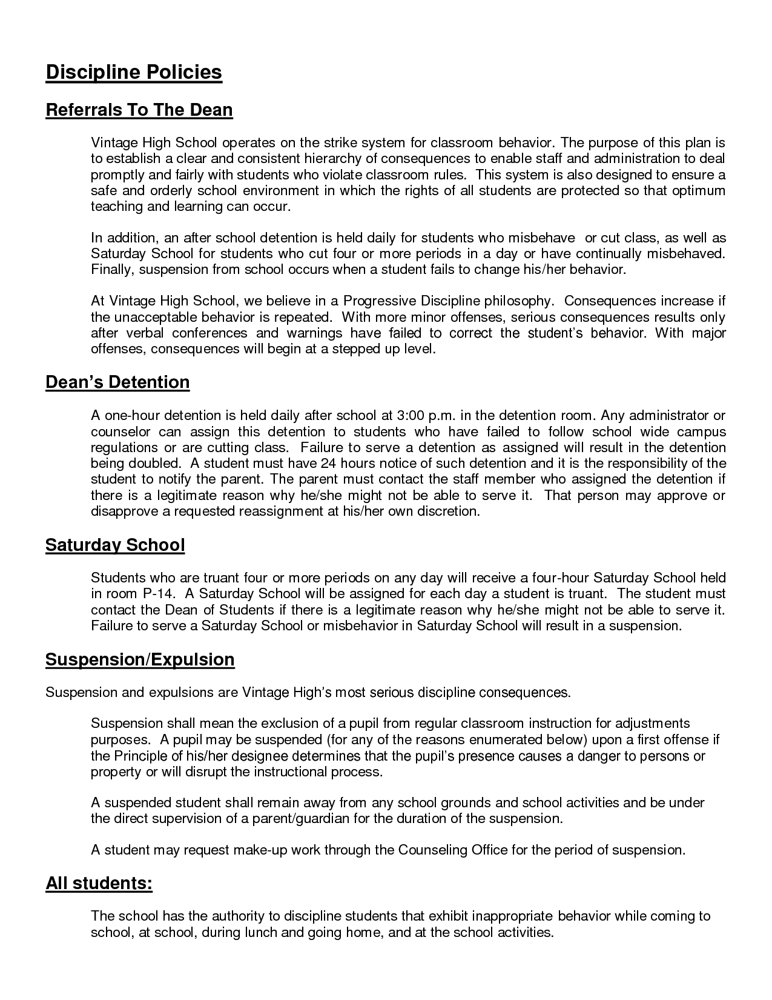 Discipline Policies
Referrals To The Dean
Vintage High School operates on the strike system for classroom behavior. The purpose of this plan is
to establish a clear and consistent hierarchy of consequences to enable staff and administration to deal
promptly and fairly with students who violate classroom rules.  This system is also designed to ensure a
safe and orderly school environment in which the rights of all students are protected so that optimum
teaching and learning can occur.
In addition, an after school detention is held daily for students who misbehave  or cut class, as well as
Saturday School for students who cut four or more periods in a day or have continually misbehaved.
Finally, suspension from school occurs when a student fails to change his/her behavior.
At Vintage High School, we believe in a Progressive Discipline philosophy.  Consequences increase if
the unacceptable behavior is repeated.  With more minor offenses, serious consequences results only
after verbal conferences and warnings have failed to correct the student’s behavior. With major
offenses, consequences will begin at a stepped up level.
Dean’s Detention
A one-hour detention is held daily after school at 3:00 p.m. in the detention room. Any administrator or
counselor can assign this detention to students who have failed to follow school wide campus
regulations or are cutting class.  Failure to serve a detention as assigned will result in the detention
being doubled.  A student must have 24 hours notice of such detention and it is the responsibility of the
student to notify the parent. The parent must contact the staff member who assigned the detention if
there is a legitimate reason why he/she might not be able to serve it.  That person may approve or
disapprove a requested reassignment at his/her own discretion.
Saturday School
Students who are truant four or more periods on any day will receive a four-hour Saturday School held
in room P-14.  A Saturday School will be assigned for each day a student is truant.  The student must
contact the Dean of Students if there is a legitimate reason why he/she might not be able to serve it.
Failure to serve a Saturday School or misbehavior in Saturday School will result in a suspension.
Suspension/Expulsion
Suspension and expulsions are Vintage High’s most serious discipline consequences.
Suspension shall mean the exclusion of a pupil from regular classroom instruction for adjustments
purposes.  A pupil may be suspended (for any of the reasons enumerated below) upon a first offense if
the Principle of his/her designee determines that the pupil’s presence causes a danger to persons or
property or will disrupt the instructional process.
A suspended student shall remain away from any school grounds and school activities and be under
the direct supervision of a parent/guardian for the duration of the suspension.
A student may request make-up work through the Counseling Office for the period of suspension.
All students:
The school has the authority to discipline students that exhibit inappropriate behavior while coming to
school, at school, during lunch and going home, and at the school activities.